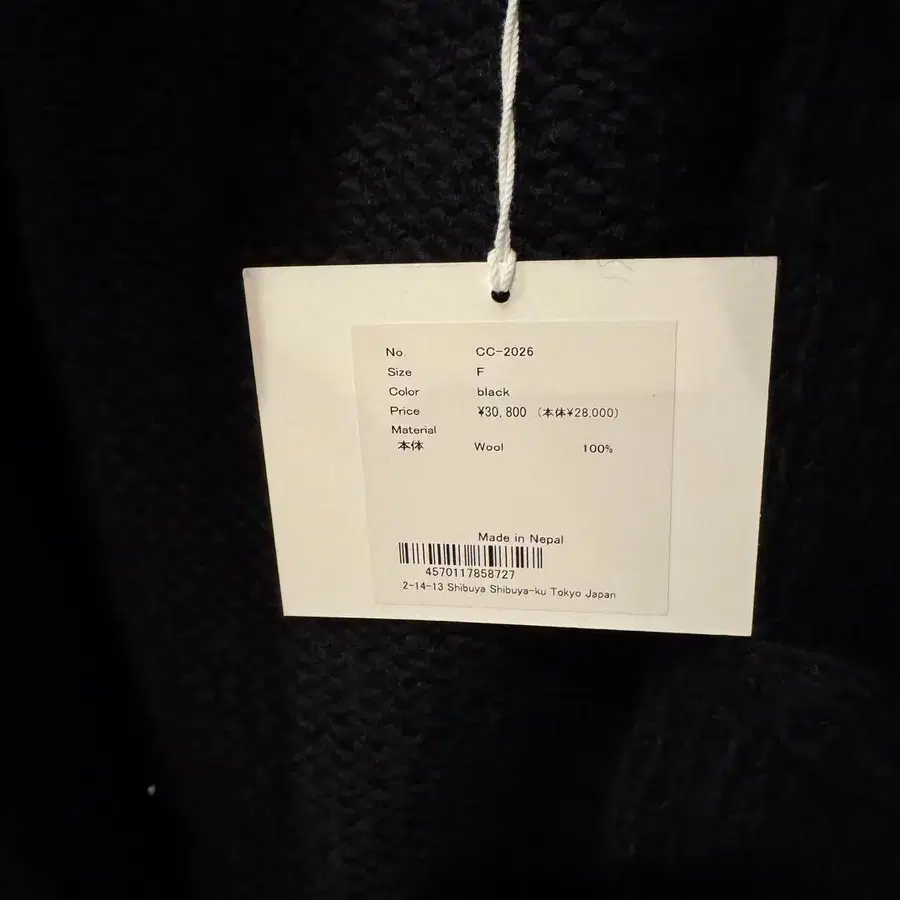 No. CC-2026
Size F
Color black
Price ¥30,800 (本体¥28,000)
Material
本体 Wool 100%
Made in Nepal
4570117858727
2-14-13 Shibuya Shibuya-ku Tokyo Japan